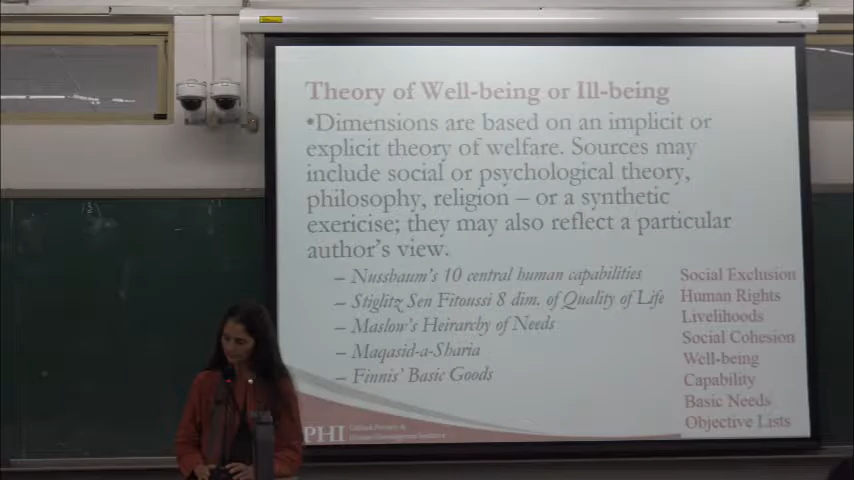 Theory of Well-being or Ill-being
•Dimensions are based on an implicit or
explicit theory of welfare. Sources may
include social or psychological theory,
philosophy, religion – or a synthetic
exericise; they may also reflect a particular
author's view.
– Nussbaum's 10 central human capabilities
– Stiglitz Sen Fitoussi 8 dim. of Quality of Life
– Maslow's Heirarchy of Needs
– Maqasid-a-Sharia
– Finnis' Basic Goods
Social Exclusion
Human Rights
Livelihoods
Social Cohesion
Well-being
Capability
Basic Needs
Objective Lists
PHI